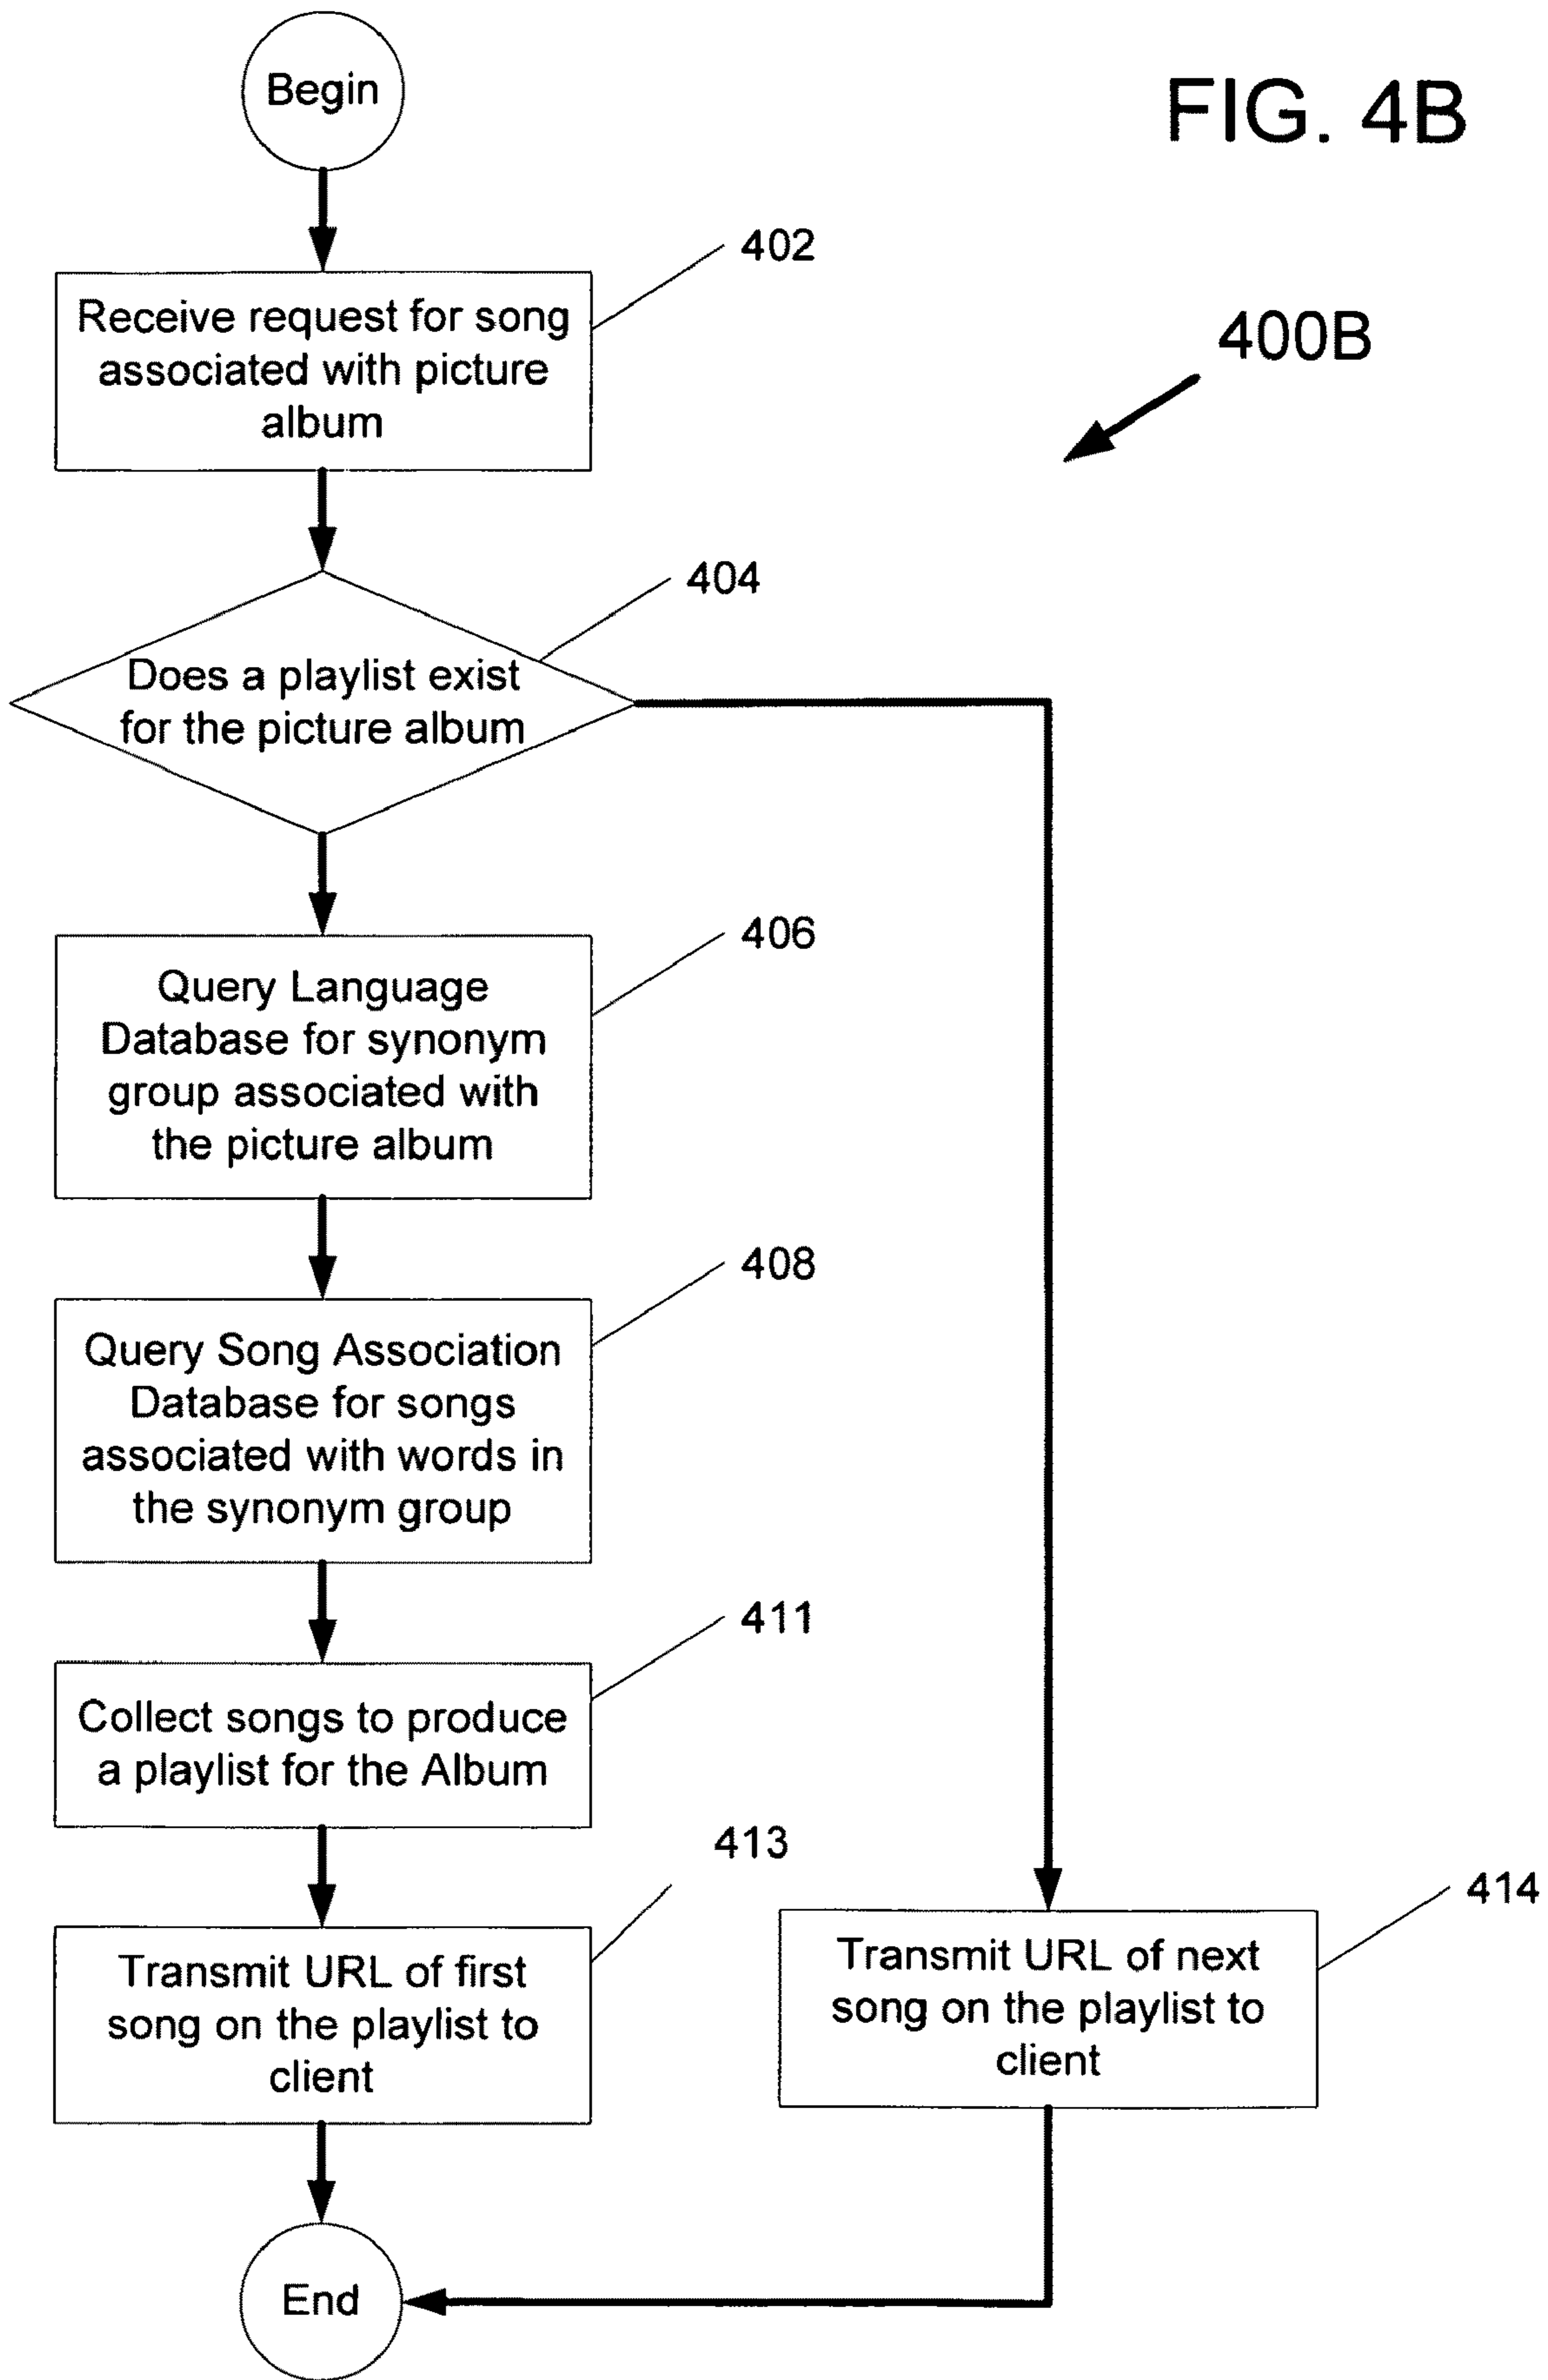 Begin
FIG. 4B
402
Receive request for song
associated with picture
album
400B
404
Does a playlist exist
for the picture album
406
Query Language
Database for synonym
group associated with
the picture album
408
Query Song Association
Database for songs
associated with words in
the synonym group
411
Collect songs to produce
a playlist for the Album
413
Transmit URL of first
song on the playlist to
client
414
Transmit URL of next
song on the playlist to
client
End